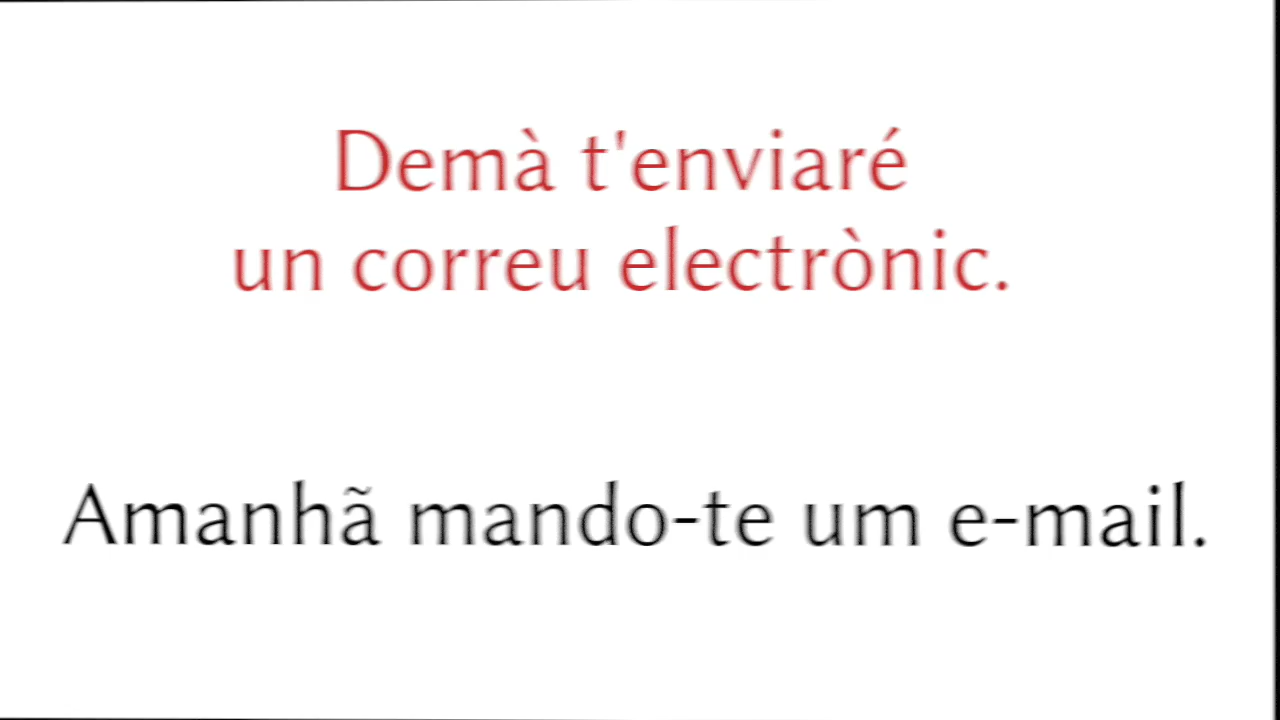 Demà t'enviaré
un correu electrònic.
Amanhã mando-te um e-mail.